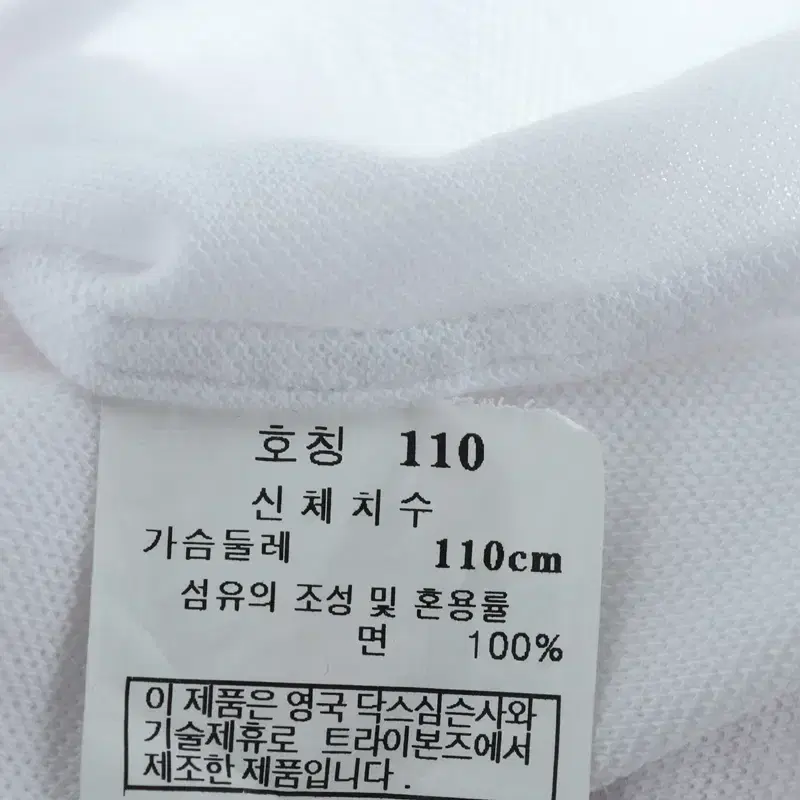 호칭 110
신체치수
가슴둘레 110cm
섬유의 조성 및 혼용률
면 100%
이 제품은 영국 닥스심슨사와
기술제휴로 트라이본즈에서
제조한 제품입니다.